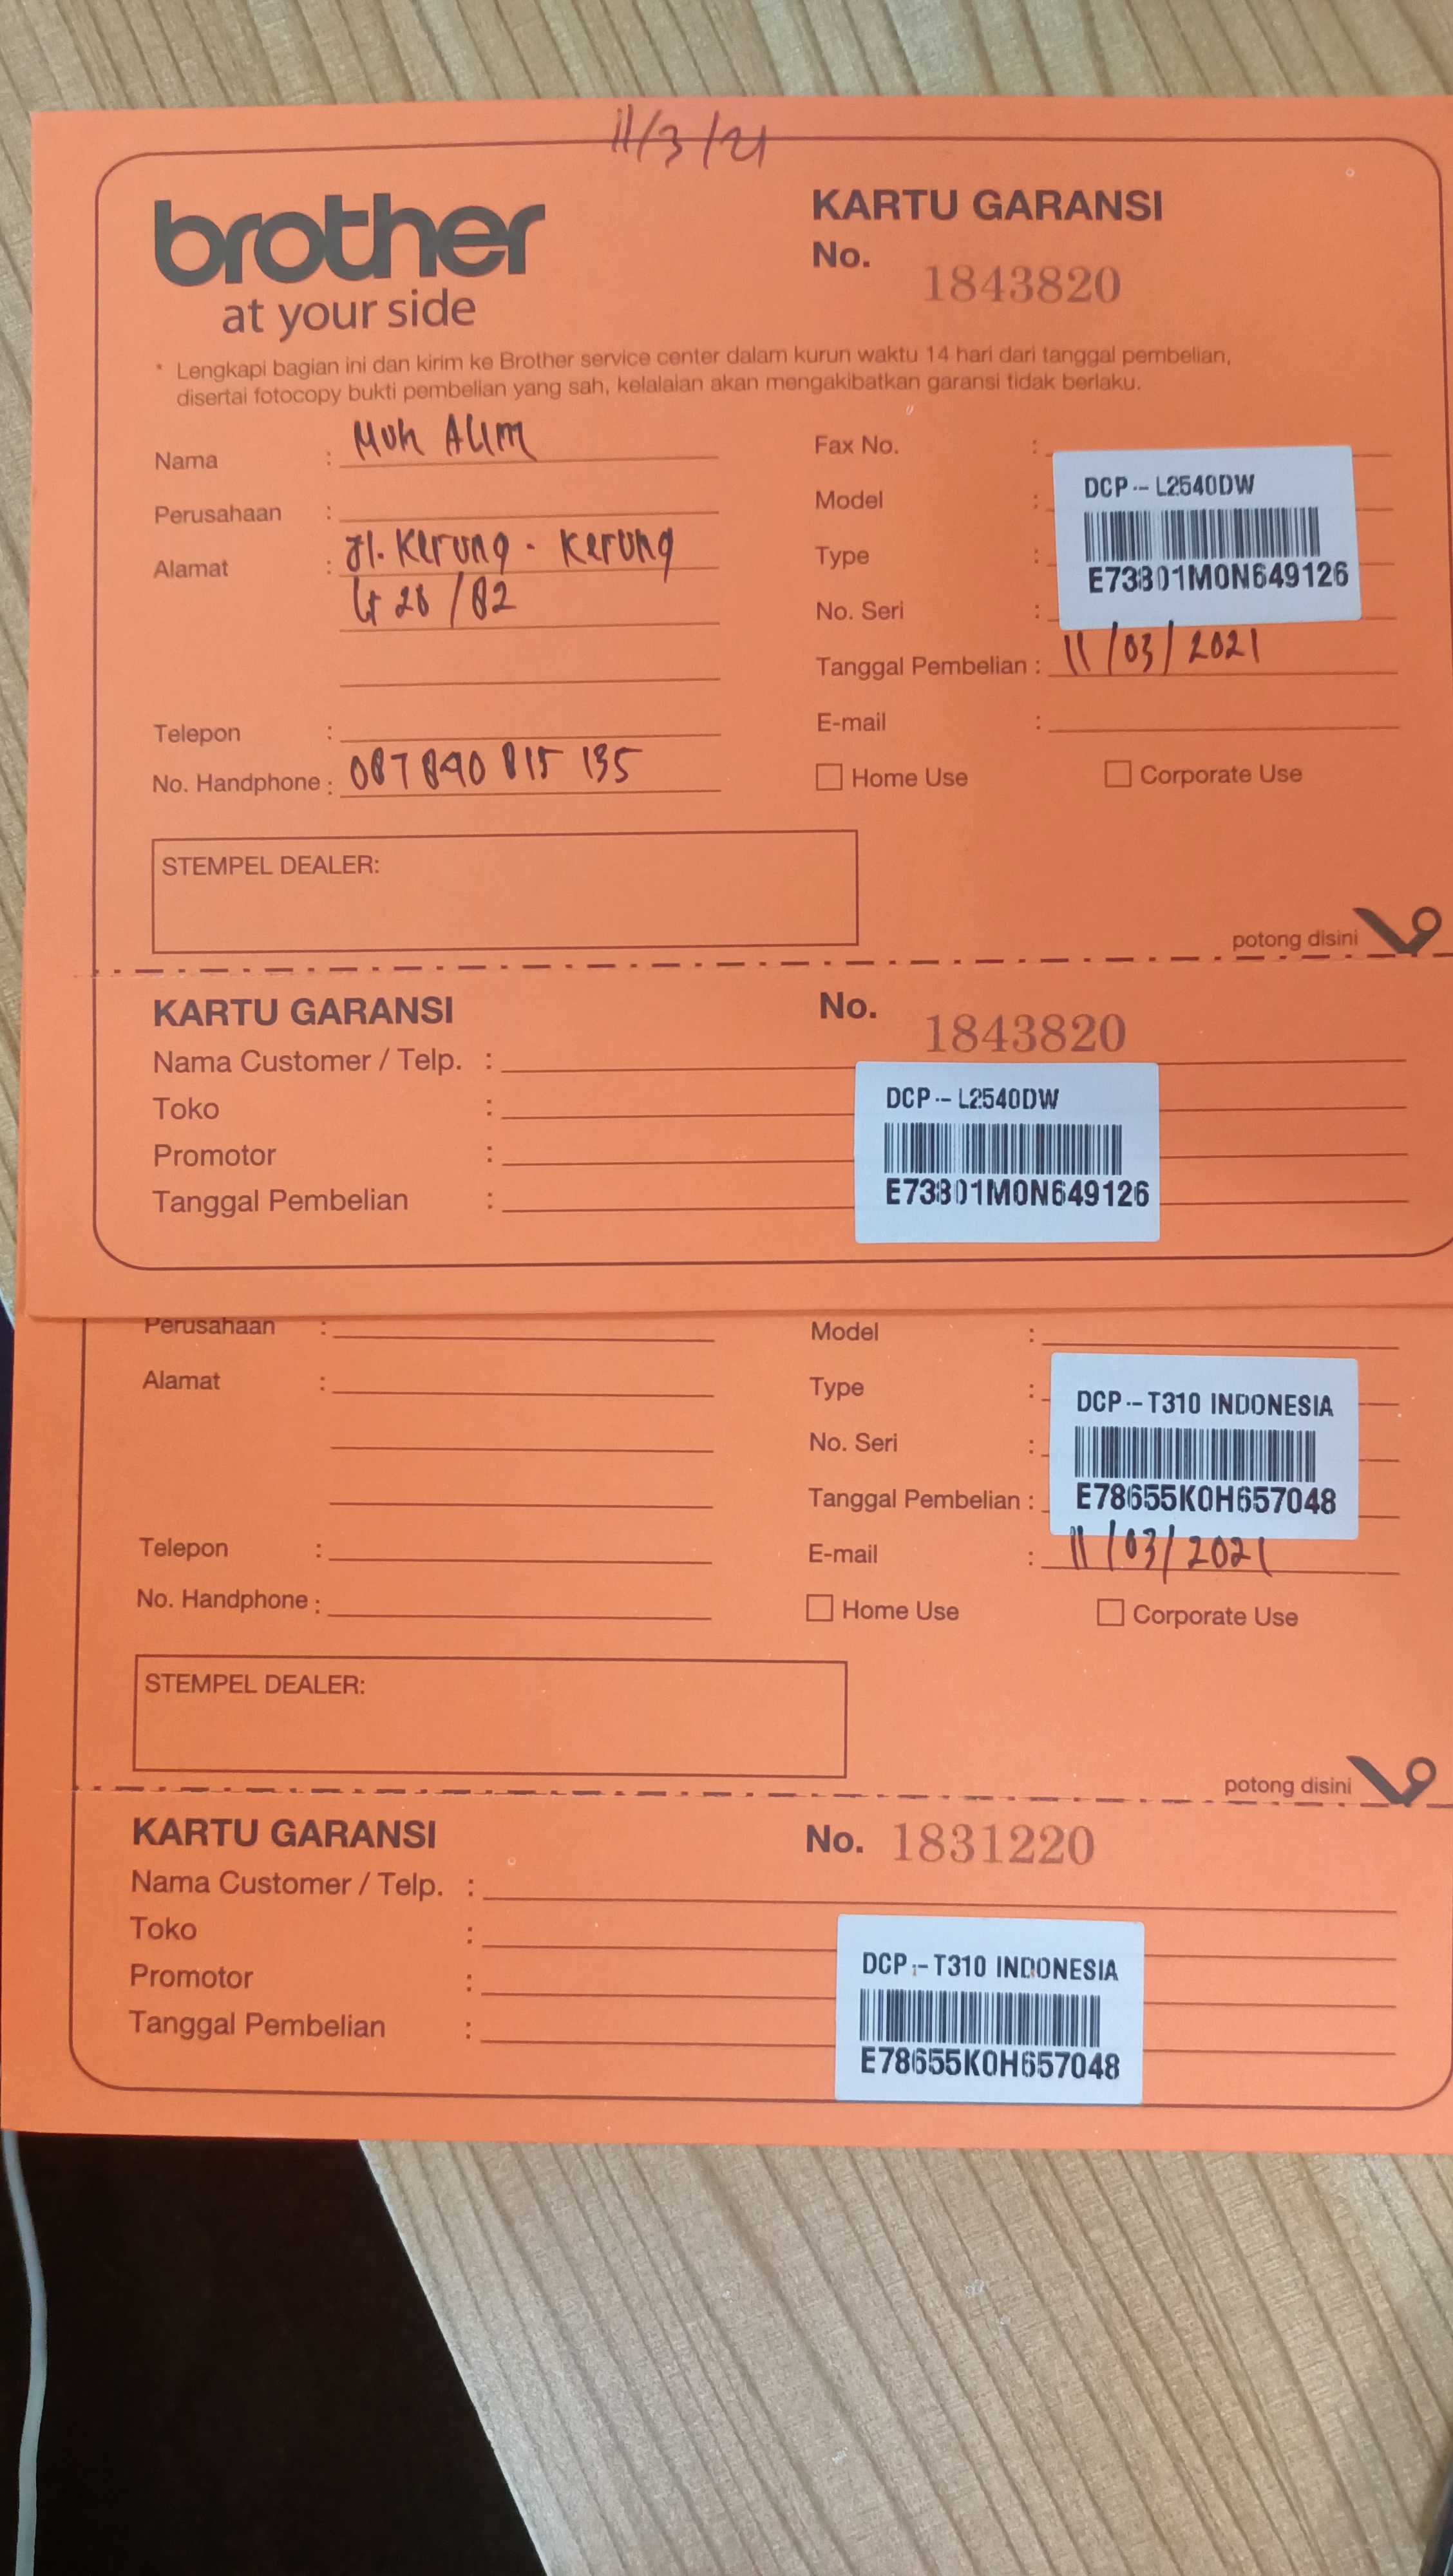 11/3/21
brother
at your side
KARTU GARANSI
No. 1843820
* Lengkapi bagian ini dan kirim ke Brother service center dalam kurun waktu 14 hari dari tanggal pembelian,
disertai fotocopy bukti pembelian yang sah, kelalaian akan mengakibatkan garansi tidak berlaku.
Nama : Muh Alim
Perusahaan :
Alamat : Jl. Kerung - Kerung
Lr 28 / 82
Telepon :
No. Handphone : 087 840 815 135
Fax No. :
Model :
Type :
No. Seri :
DCP-L2540DW
E73801M0N649126
Tanggal Pembelian : 11/03/2021
E-mail :
Home Use
Corporate Use
STEMPEL DEALER:
potong disini
KARTU GARANSI
No. 1843820
Nama Customer / Telp. :
Toko :
Promotor :
Tanggal Pembelian :
DCP-L2540DW
E73801M0N649126
Perusahaan :
Alamat :
Telepon :
No. Handphone :
Model :
Type :
No. Seri :
Tanggal Pembelian :
DCP-T310 INDONESIA
E78655K0H657048
E-mail : 11/03/2021
Home Use
Corporate Use
STEMPEL DEALER:
potong disini
KARTU GARANSI
No. 1831220
Nama Customer / Telp. :
Toko :
Promotor :
Tanggal Pembelian :
DCP-T310 INDONESIA
E78655K0H657048